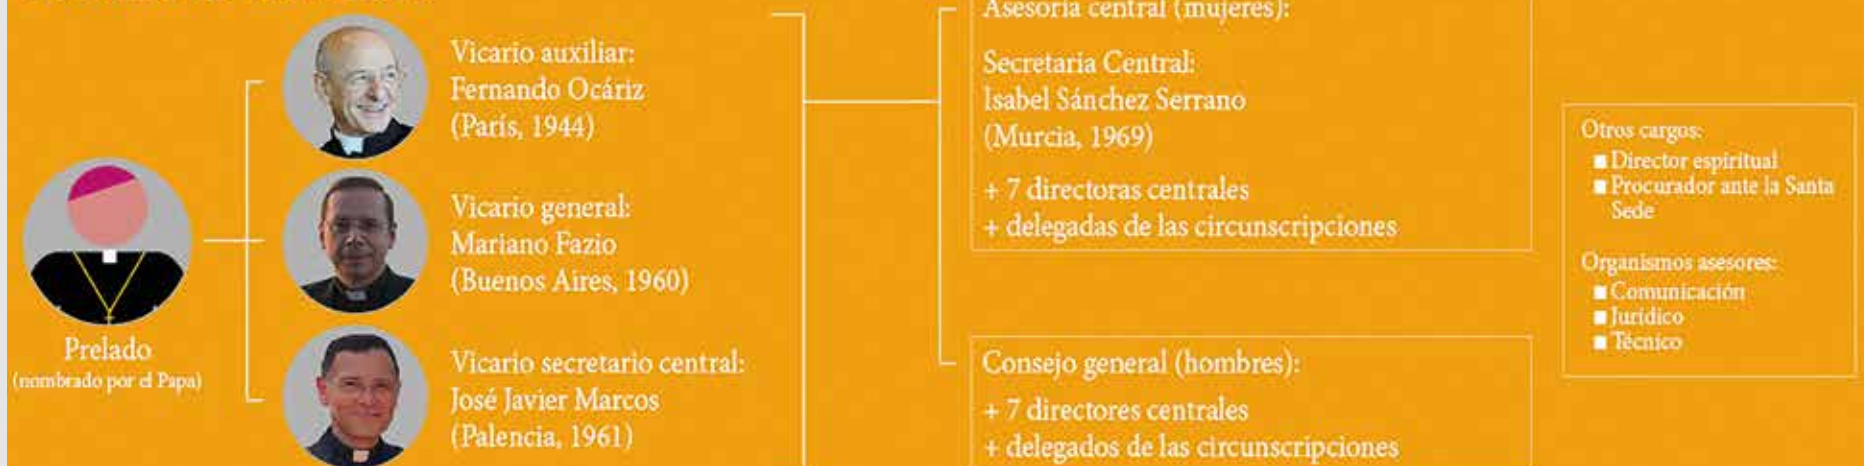 Prelado
(nombrado por el Papa)
Vicario auxiliar:
Fernando Ocáriz
(París, 1944)
Vicario general:
Mariano Fazio
(Buenos Aires, 1960)
Vicario secretario central:
José Javier Marcos
(Palencia, 1961)
Asesoría central (mujeres):
Secretaria Central:
Isabel Sánchez Serrano
(Murcia, 1969)
+ 7 directoras centrales
+ delegadas de las circunscripciones
Consejo general (hombres):
+ 7 directores centrales
+ delegados de las circunscripciones
Otros cargos:
■ Director espiritual
■ Procurador ante la Santa
Sede
Organismos asesores:
■ Comunicación
■ Jurídico
■ Técnico